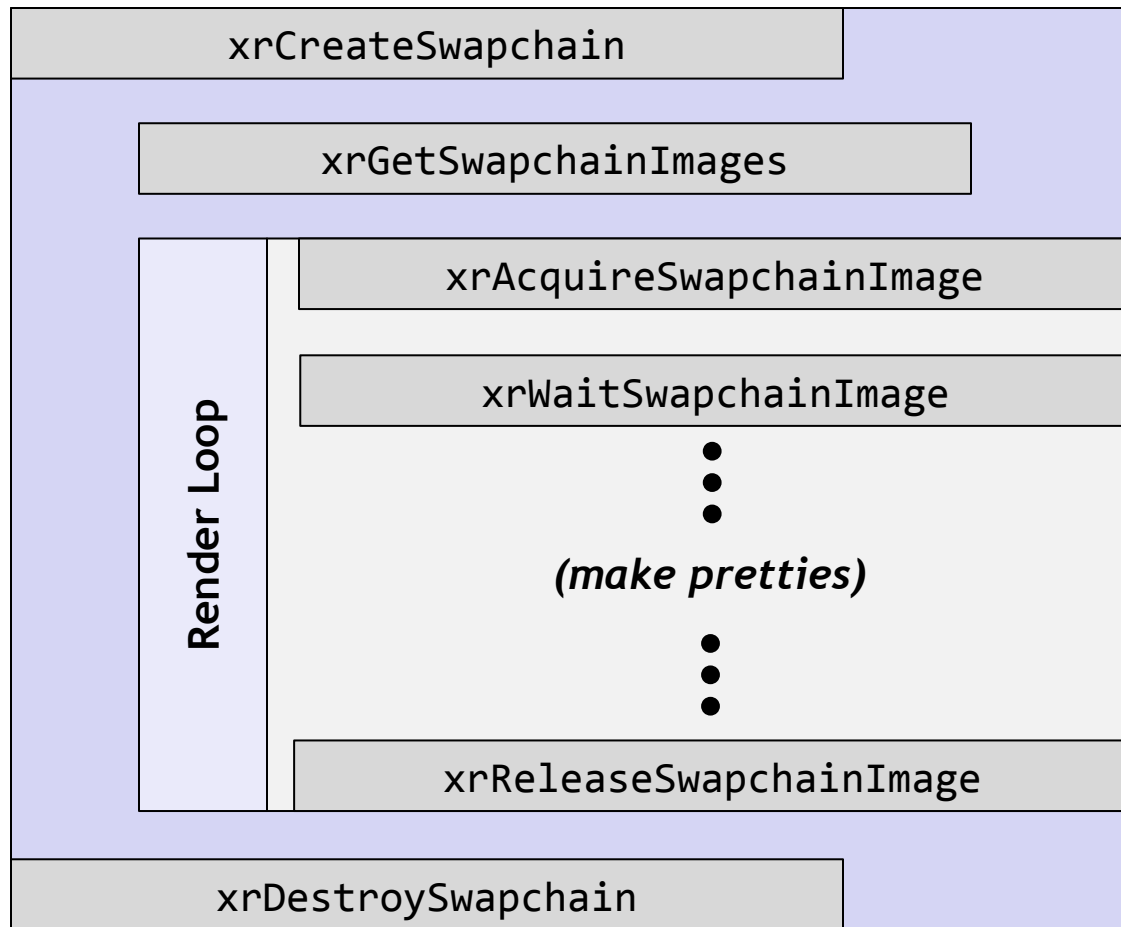 xrCreateSwapchain
xrGetSwapchainImages
xrAcquireSwapchainImage
xrWaitSwapchainImage
Render Loop
(make pretties)
xrReleaseSwapchainImage
xrDestroySwapchain